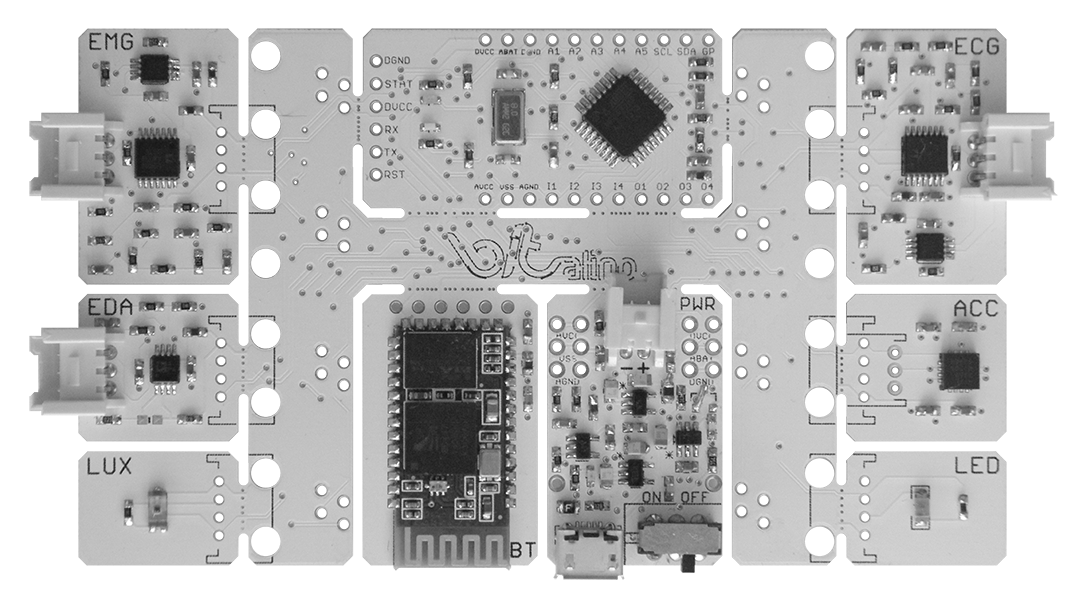 EMG
DVCC ABAT DGND A1 A2 A3 A4 A5 SCL SDA GP
ECG
DGND
STAT
DVCC
RX
TX
RST
AVCC VSS AGND I1 I2 I3 I4 O1 O2 O3 O4
bitalino
EDA
PWR
ACC
AVCC
DVCC
VSS
ABAT
AGND
DGND
- +
LUX
ON OFF
LED
BT